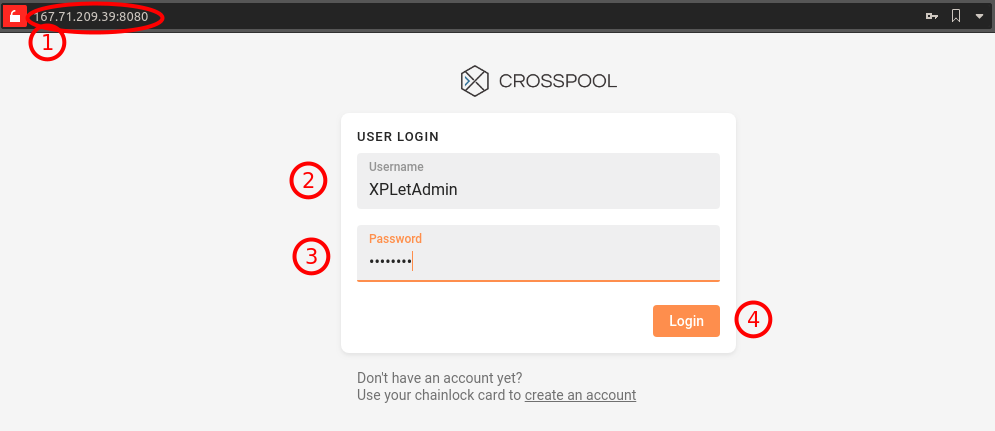 167.71.209.39:8080
1
CROSSPOOL
USER LOGIN
Username
2
XPLetAdmin
Password
3
••••••••
Login
4
Don't have an account yet?
Use your chainlock card to create an account